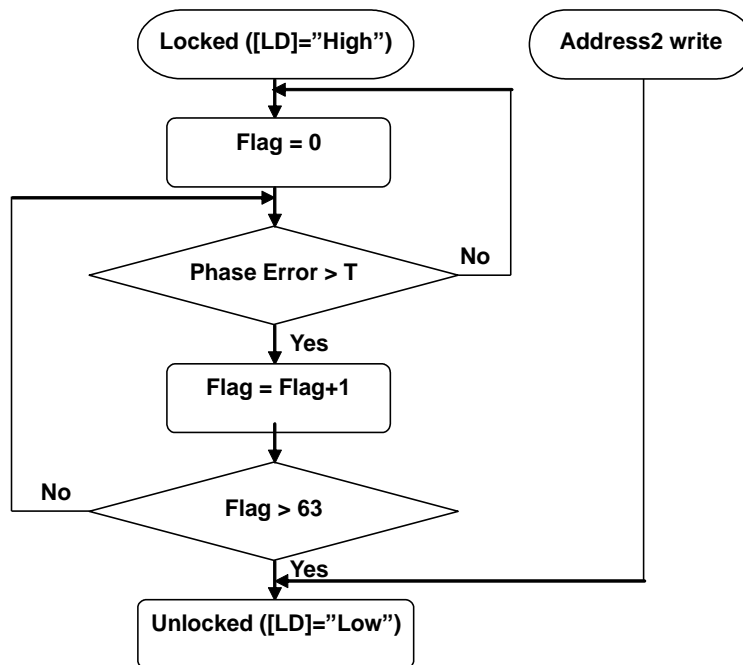 Locked ([LD]=”High”)
Address2 write
Flag = 0
No
Phase Error > T
Yes
Flag = Flag+1
No
Flag > 63
Yes
Unlocked ([LD]=”Low”)